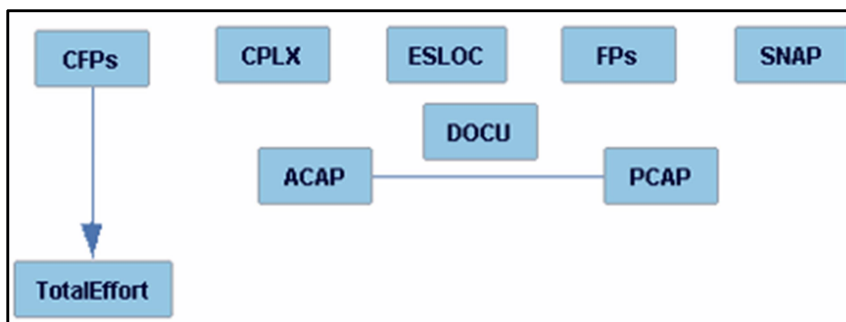 CFPs
CPLX
ESLOC
FPs
SNAP
DOCU
ACAP
PCAP
TotalEffort